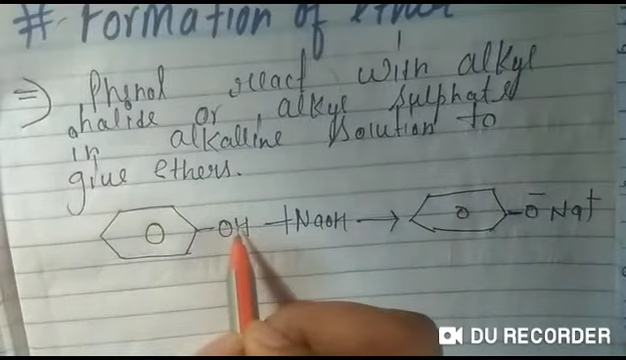 # Formation of ether
=) Phenol react with alkyl
halide or alkyl sulphate
in alkaline solution to
give ethers.
OH + NaOH → O⁻ Na+
DU RECORDER